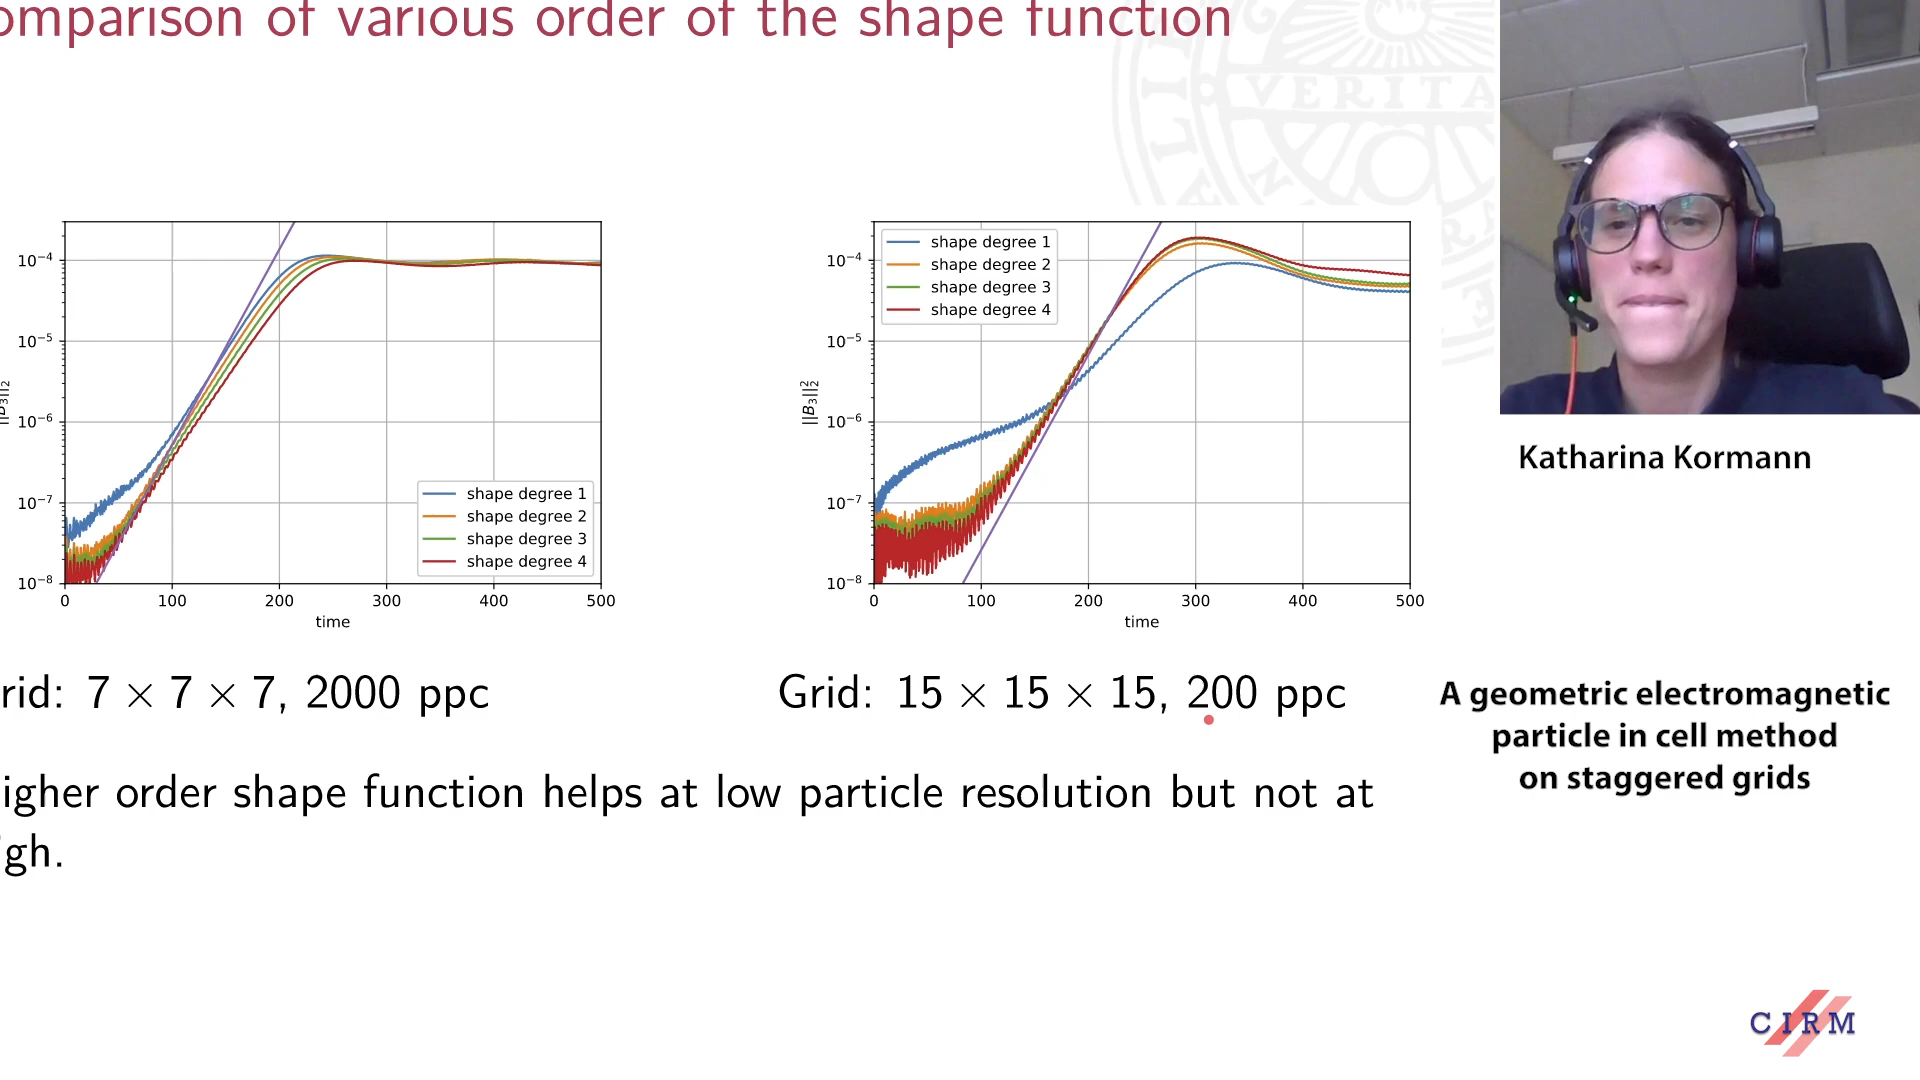 omparison of various order of the shape function
VERITA
10⁻⁴
10⁻⁵
10⁻⁶
10⁻⁷
10⁻⁸
||B₃||₂
0 100 200 300 400 500
time
shape degree 1
shape degree 2
shape degree 3
shape degree 4
10⁻⁴
10⁻⁵
10⁻⁶
10⁻⁷
10⁻⁸
||B₃||²₂
0 100 200 300 400 500
time
shape degree 1
shape degree 2
shape degree 3
shape degree 4
rid: 7 × 7 × 7, 2000 ppc
Grid: 15 × 15 × 15, 200 ppc
igher order shape function helps at low particle resolution but not at
igh.
Katharina Kormann
A geometric electromagnetic
particle in cell method
on staggered grids
CIRM